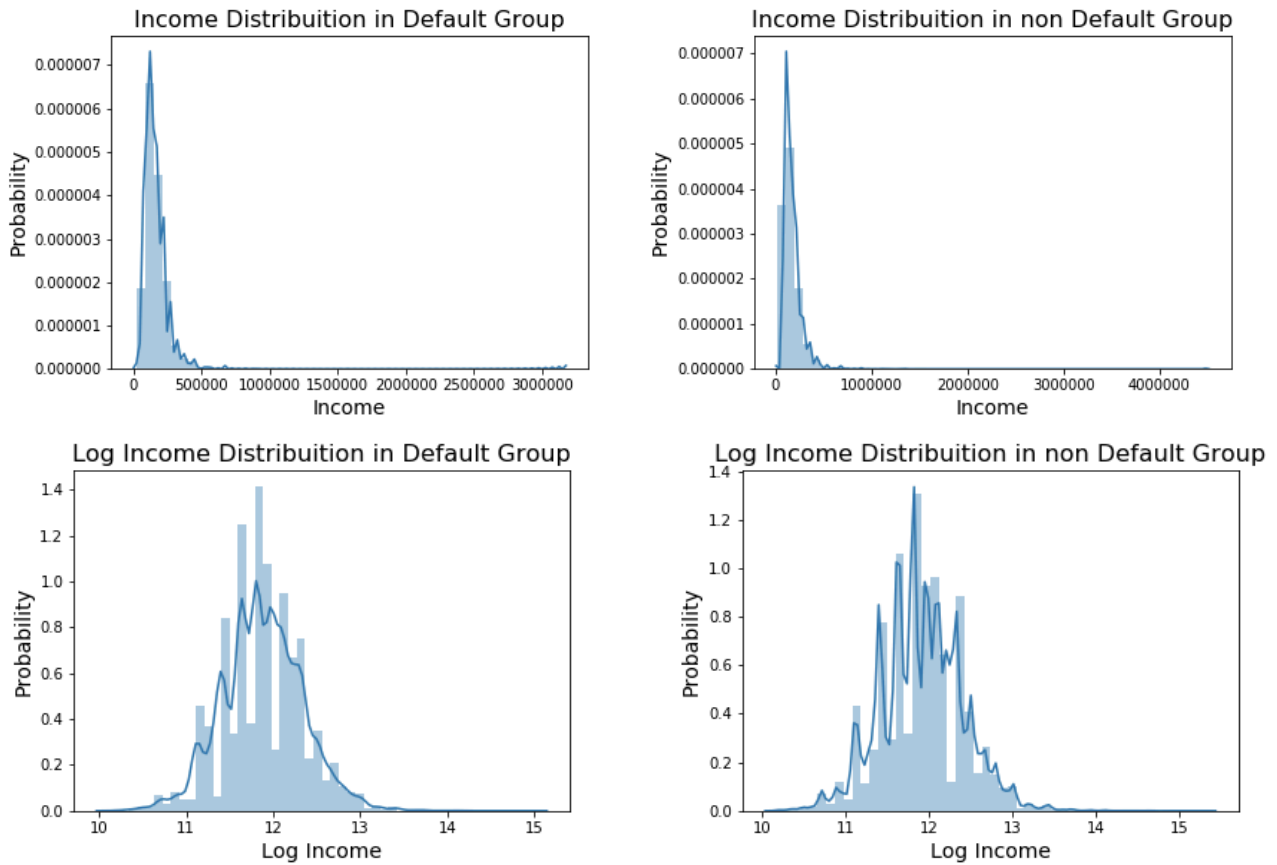 Income Distribuition in Default Group
0.000007
0.000006
0.000005
0.000004
0.000003
0.000002
0.000001
0.000000
Probability
0 500000 1000000 1500000 2000000 2500000 3000000
Income
Income Distribuition in non Default Group
0.000007
0.000006
0.000005
0.000004
0.000003
0.000002
0.000001
0.000000
Probability
0 1000000 2000000 3000000 4000000
Income
Log Income Distribuition in Default Group
1.4
1.2
1.0
0.8
0.6
0.4
0.2
0.0
Probability
10 11 12 13 14 15
Log Income
Log Income Distribuition in non Default Group
1.4
1.2
1.0
0.8
0.6
0.4
0.2
0.0
Probability
10 11 12 13 14 15
Log Income